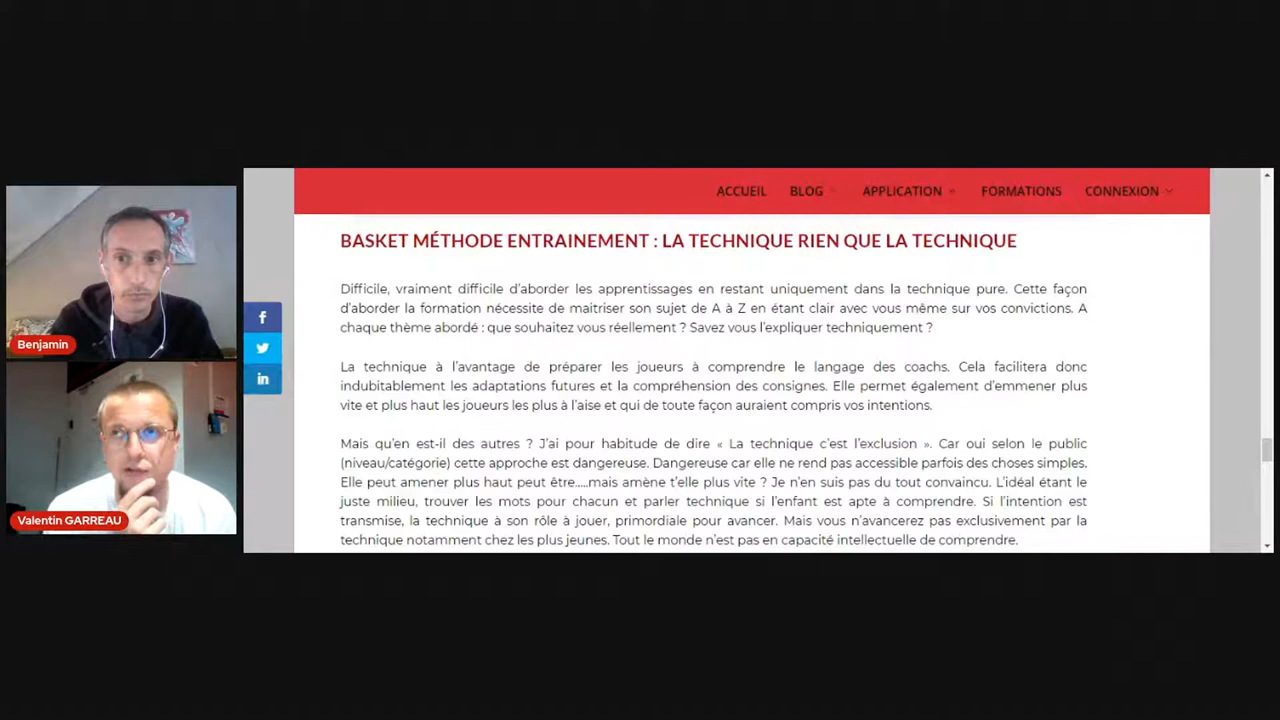 ACCUEIL BLOG APPLICATION FORMATIONS CONNEXION
BASKET MÉTHODE ENTRAINEMENT : LA TECHNIQUE RIEN QUE LA TECHNIQUE
Difficile, vraiment difficile d'aborder les apprentissages en restant uniquement dans la technique pure. Cette façon
d'aborder la formation nécessite de maitriser son sujet de A à Z en étant clair avec vous même sur vos convictions. A
chaque thème abordé : que souhaitez vous réellement ? Savez vous l'expliquer techniquement ?
La technique à l'avantage de préparer les joueurs à comprendre le langage des coachs. Cela facilitera donc
indubitablement les adaptations futures et la compréhension des consignes. Elle permet également d'emmener plus
vite et plus haut les joueurs les plus à l'aise et qui de toute façon auraient compris vos intentions.
Mais qu'en est-il des autres ? J'ai pour habitude de dire « La technique c'est l'exclusion ». Car oui selon le public
(niveau/catégorie) cette approche est dangereuse. Dangereuse car elle ne rend pas accessible parfois des choses simples.
Elle peut amener plus haut peut être.....mais amène t'elle plus vite ? Je n'en suis pas du tout convaincu. L'idéal étant le
juste milieu, trouver les mots pour chacun et parler technique si l'enfant est apte à comprendre. Si l'intention est
transmise, la technique à son rôle à jouer, primordiale pour avancer. Mais vous n'avancerez pas exclusivement par la
technique notamment chez les plus jeunes. Tout le monde n'est pas en capacité intellectuelle de comprendre.
Benjamin
Valentin GARREAU